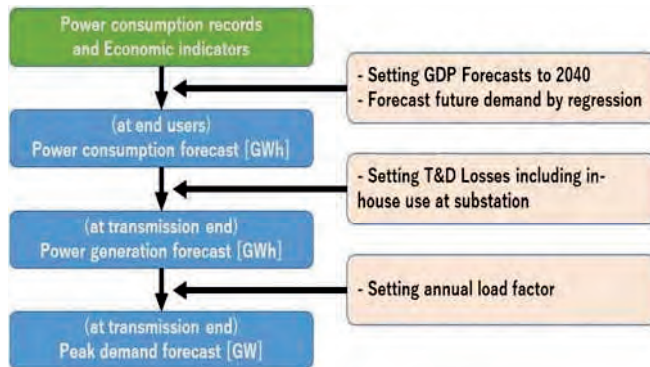 Power consumption records
and Economic indicators
- Setting GDP Forecasts to 2040
- Forecast future demand by regression
(at end users)
Power consumption forecast [GWh]
- Setting T&D Losses including in-
house use at substation
(at transmission end)
Power generation forecast [GWh]
- Setting annual load factor
(at transmission end)
Peak demand forecast [GW]